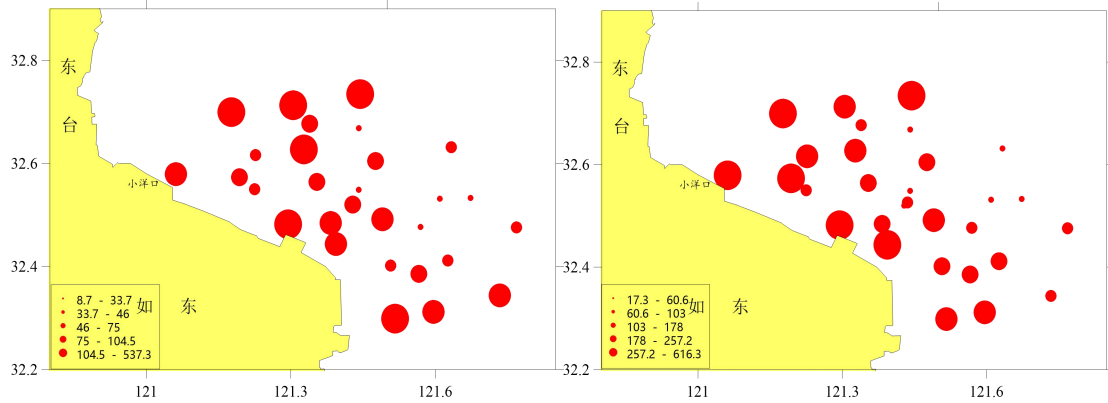 32.8
东
台
32.6
小洋口
32.4
8.7 - 33.7
33.7 - 46
46 - 75
75 - 104.5
104.5 - 537.3
如 东
32.2
121 121.3 121.6
32.8
东
台
32.6
小洋口
32.4
17.3 - 60.6
60.6 - 103
103 - 178
178 - 257.2
257.2 - 616.3
如 东
32.2
121 121.3 121.6